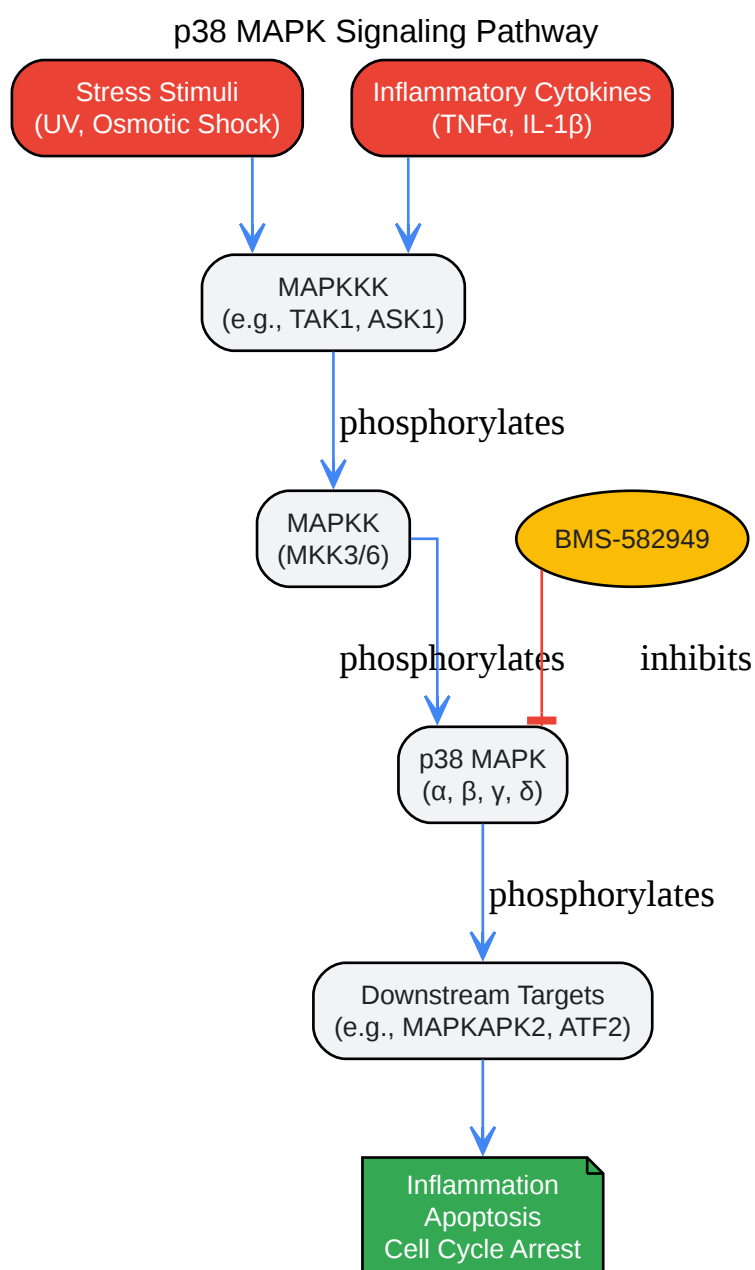 p38 MAPK Signaling Pathway
Stress Stimuli
(UV, Osmotic Shock)
Inflammatory Cytokines
(TNFα, IL-1β)
MAPKKK
(e.g., TAK1, ASK1)
phosphorylates
MAPKK
(MKK3/6)
BMS-582949
phosphorylates
inhibits
p38 MAPK
(α, β, γ, δ)
phosphorylates
Downstream Targets
(e.g., MAPKAPK2, ATF2)
Inflammation
Apoptosis
Cell Cycle Arrest